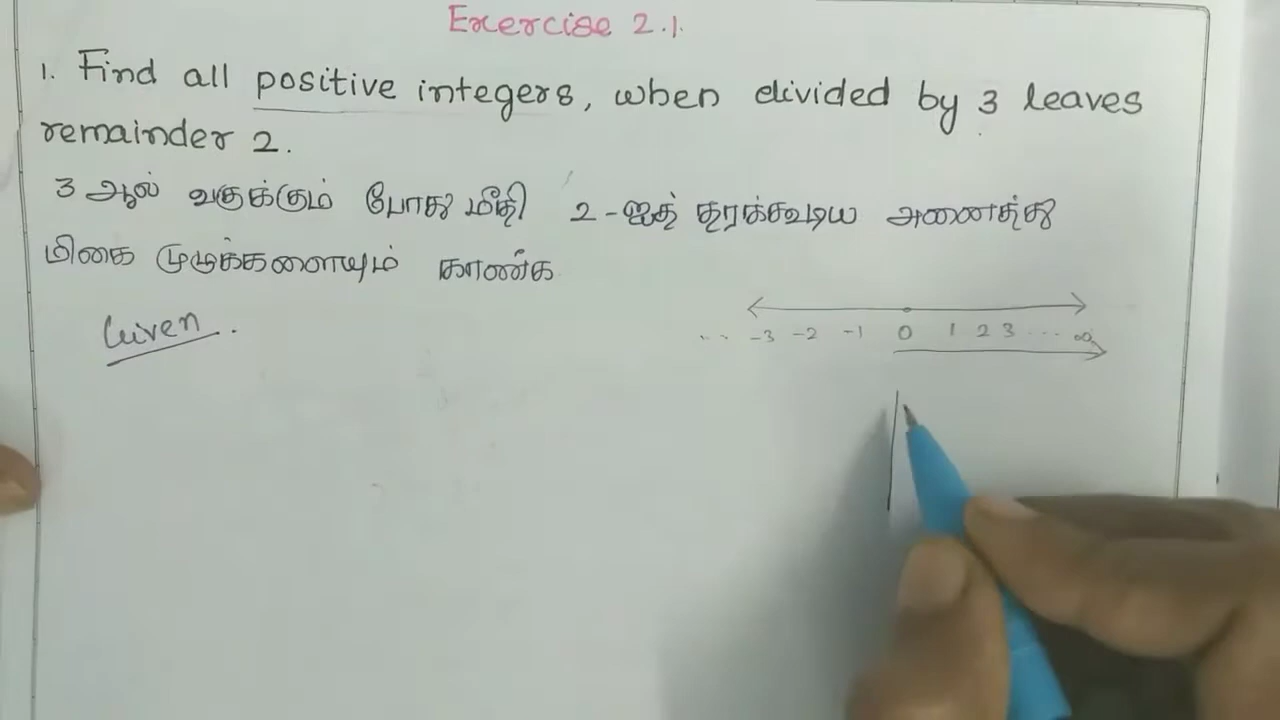 Exercise 2.1.
1. Find all positive integers, when divided by 3 leaves
remainder 2.
3 ஆல் வகுக்கும் போது மீதி 2-ஐத் தரக்கூடிய அனைத்து
மிகை முழுக்களையும் காண்க
Given.
... -3 -2 -1 0 1 2 3 ... ∞